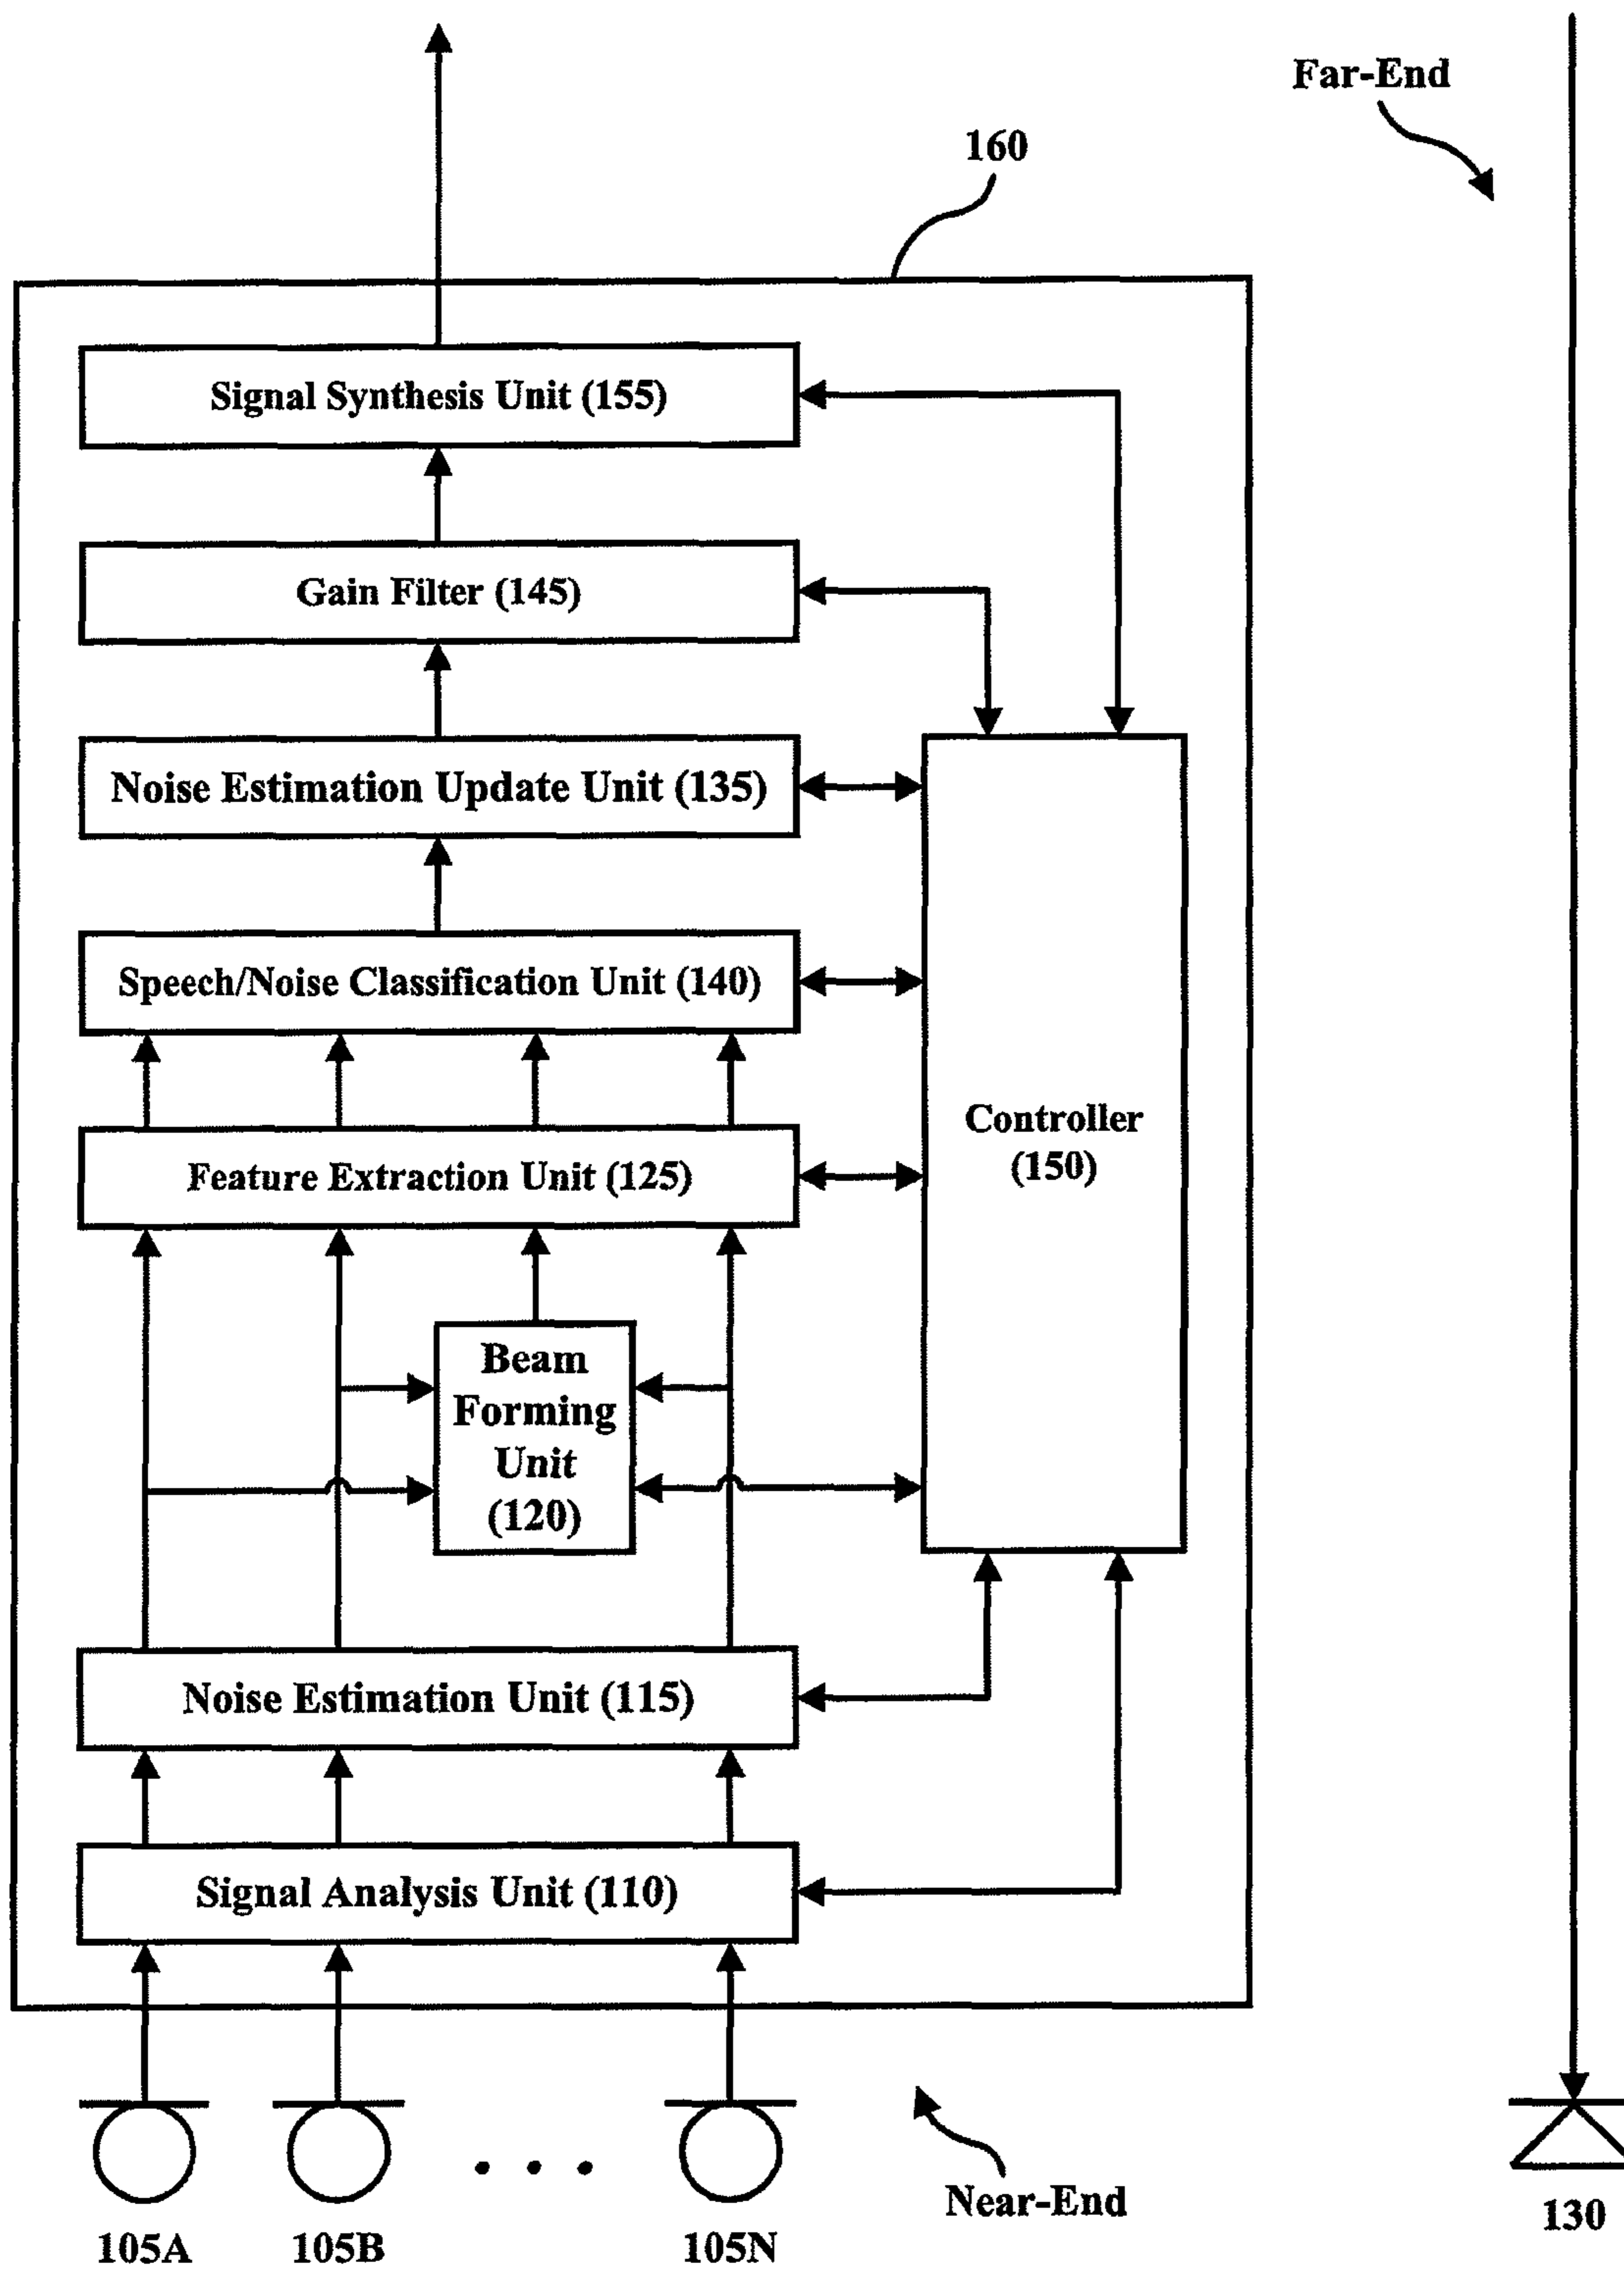 Far-End
160
Signal Synthesis Unit (155)
Gain Filter (145)
Noise Estimation Update Unit (135)
Speech/Noise Classification Unit (140)
Controller
(150)
Feature Extraction Unit (125)
Beam
Forming
Unit
(120)
Noise Estimation Unit (115)
Signal Analysis Unit (110)
Near-End
105A
105B
105N
130